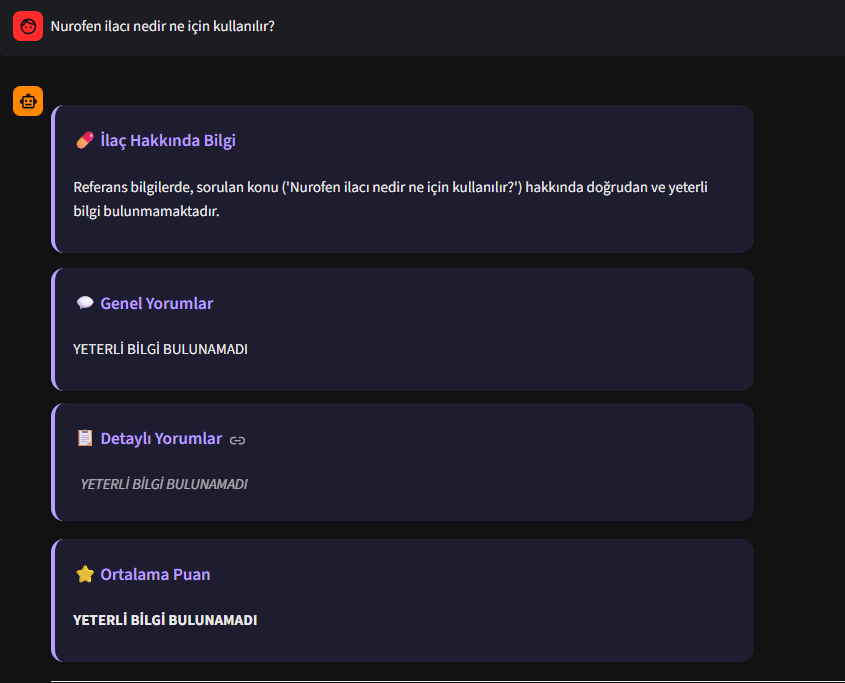 Nurofen ilacı nedir ne için kullanılır?
İlaç Hakkında Bilgi
Referans bilgilerde, sorulan konu ('Nurofen ilacı nedir ne için kullanılır?') hakkında doğrudan ve yeterli
bilgi bulunmamaktadır.
Genel Yorumlar
YETERLİ BİLGİ BULUNAMADI
Detaylı Yorumlar
YETERLİ BİLGİ BULUNAMADI
Ortalama Puan
YETERLİ BİLGİ BULUNAMADI